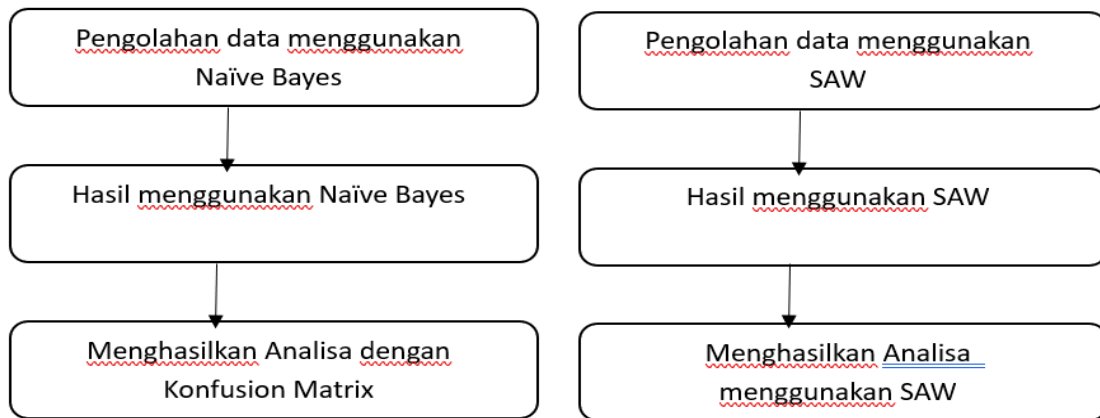 Pengolahan data menggunakan
Naïve Bayes
Hasil menggunakan Naïve Bayes
Menghasilkan Analisa dengan
Konfusion Matrix
Pengolahan data menggunakan
SAW
Hasil menggunakan SAW
Menghasilkan Analisa
menggunakan SAW